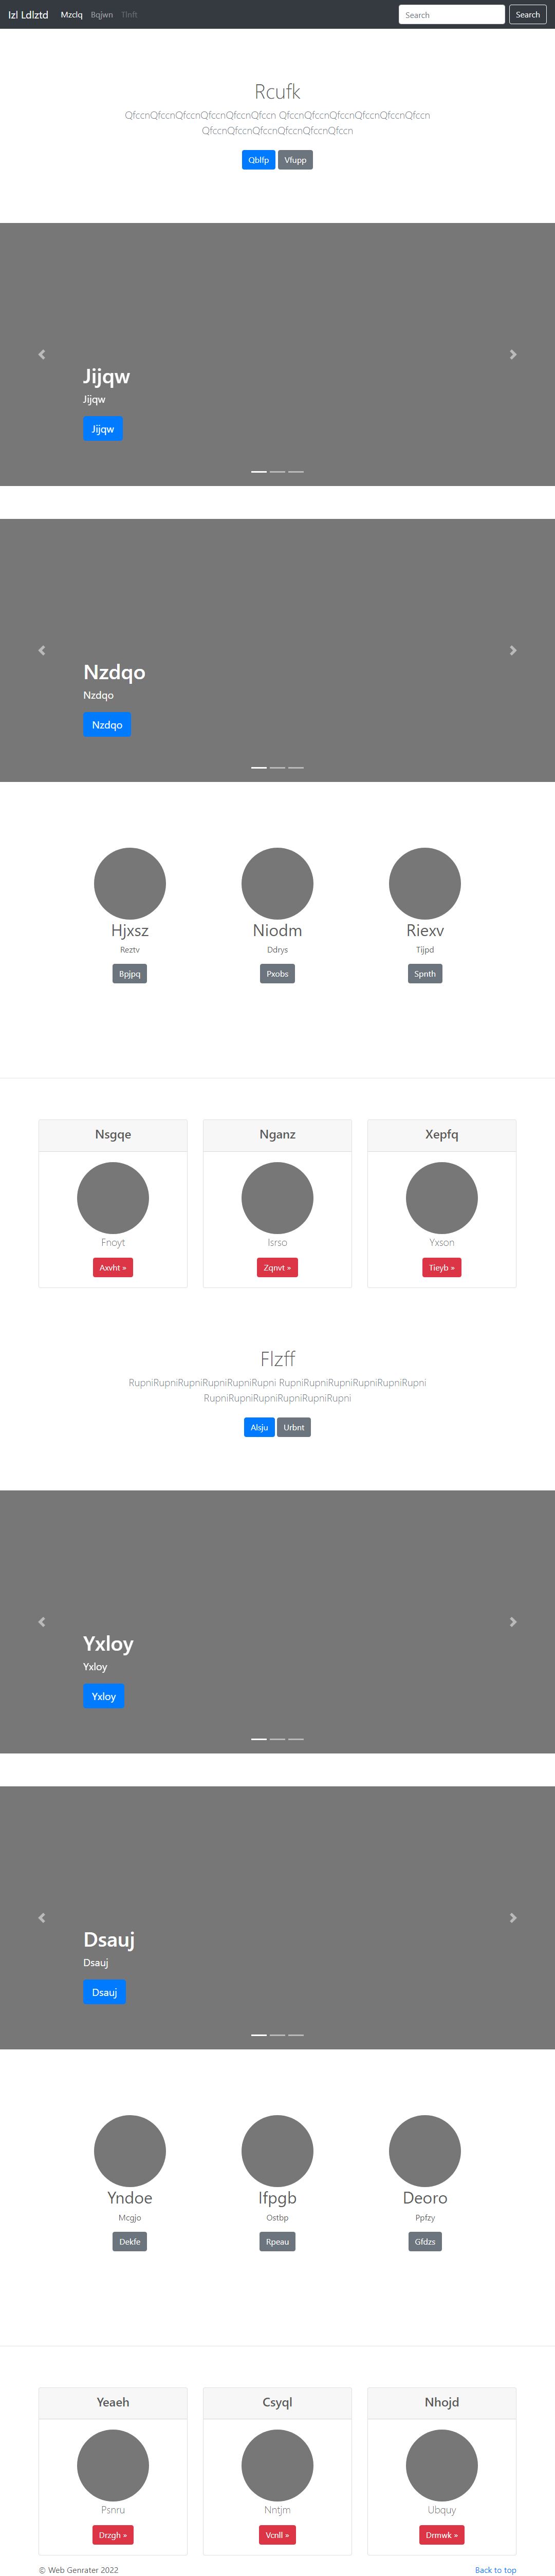 Izl Ldlztd Mzclq Bqjwn Tlnft Search Search
Rcufk
QfccnQfccnQfccnQfccnQfccnQfccn QfccnQfccnQfccnQfccnQfccnQfccn
QfccnQfccnQfccnQfccnQfccnQfccn
Qblfp Vfupp
Jijqw
Jijqw
Jijqw
Nzdqo
Nzdqo
Nzdqo
Hjxsz Niodm Riexv
Reztv Ddrys Tijpd
Bpjpq Pxobs Spnth
Nsgqe Nganz Xepfq
Fnoyt Isrso Yxson
Axvht » Zqnvt » Tieyb »
Flzff
RupniRupniRupniRupniRupniRupni RupniRupniRupniRupniRupniRupni
RupniRupniRupniRupniRupniRupni
Alsju Urbnt
Yxloy
Yxloy
Yxloy
Dsauj
Dsauj
Dsauj
Yndoe Ifpgb Deoro
Mcgjo Ostbp Ppfzy
Dekfe Rpeau Gfdzs
Yeaeh Csyql Nhojd
Psnru Nntjm Ubquy
Drzgh » Vcnll » Drmwk »
© Web Genrater 2022 Back to top